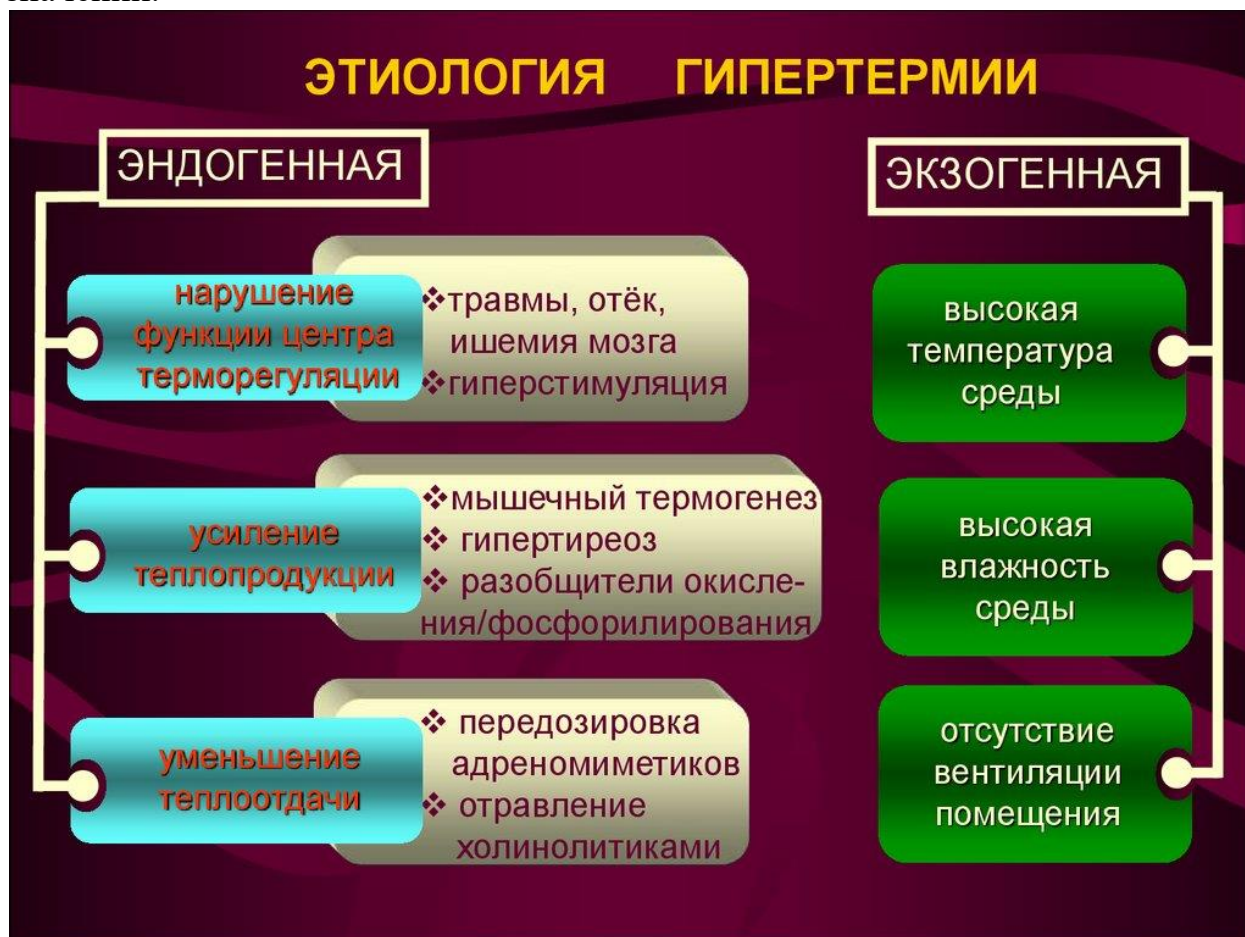 ЭТИОЛОГИЯ ГИПЕРТЕРМИИ
ЭНДОГЕННАЯ
нарушение
функции центра
терморегуляции
❖травмы, отёк,
ишемия мозга
❖гиперстимуляция
усиление
теплопродукции
❖мышечный термогенез
❖ гипертиреоз
❖ разобщители окисле-
ния/фосфорилирования
уменьшение
теплоотдачи
❖ передозировка
адреномиметиков
❖ отравление
холинолитиками
ЭКЗОГЕННАЯ
высокая
температура
среды
высокая
влажность
среды
отсутствие
вентиляции
помещения